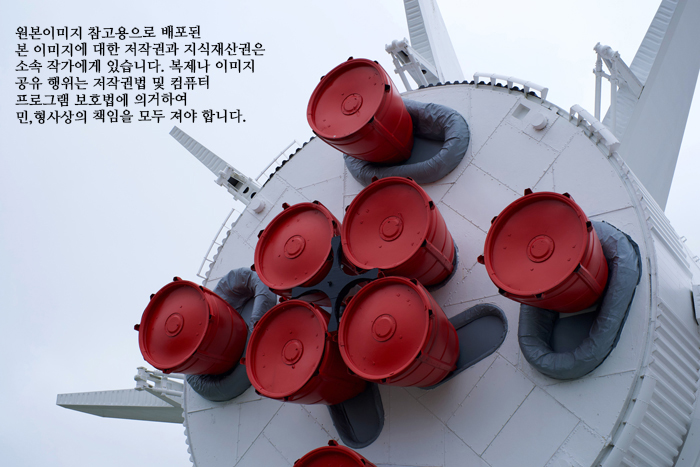 원본이미지 참고용으로 배포된
본 이미지에 대한 저작권과 지식재산권은
소속 작가에게 있습니다. 복제나 이미지
공유 행위는 저작권법 및 컴퓨터
프로그램 보호법에 의거하여
민,형사상의 책임을 모두 져야 합니다.